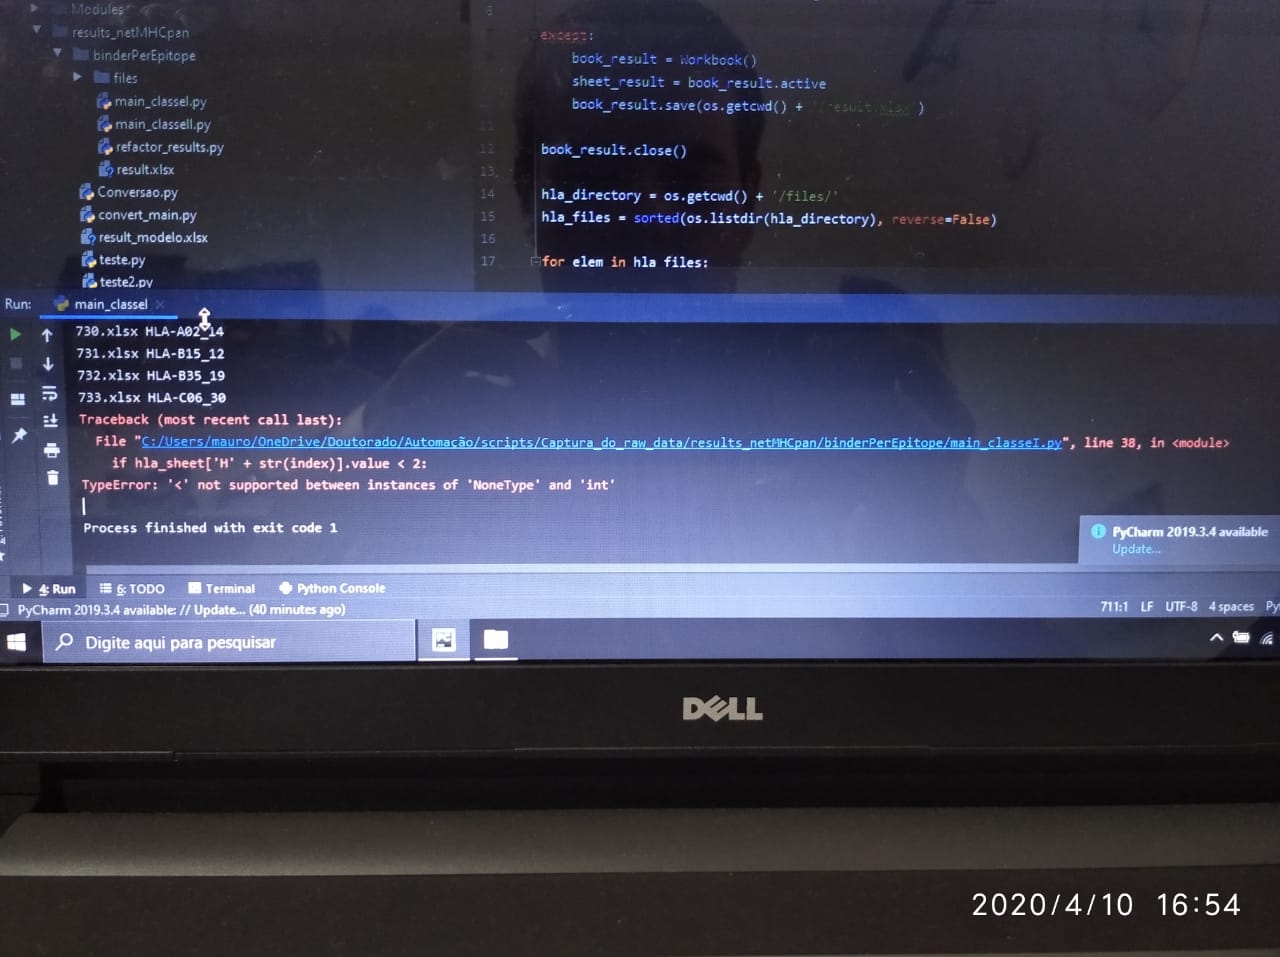 Modules
results_netMHCpan
binderPerEpitope
files
main_classeI.py
main_classeII.py
refactor_results.py
result.xlsx
Conversao.py
convert_main.py
result_modelo.xlsx
teste.py
teste2.py
6
except:
book_result = Workbook()
sheet_result = book_result.active
book_result.save(os.getcwd() + '/result.xlsx')
11
12 book_result.close()
13
14 hla_directory = os.getcwd() + '/files/'
15 hla_files = sorted(os.listdir(hla_directory), reverse=False)
16
17 for elem in hla_files:
Run: main_classeI
730.xlsx HLA-A02_14
731.xlsx HLA-B15_12
732.xlsx HLA-B35_19
733.xlsx HLA-C06_30
Traceback (most recent call last):
File "C:/Users/mauro/OneDrive/Doutorado/Automação/scripts/Captura_do_raw_data/results_netMHCpan/binderPerEpitope/main_classeI.py", line 38, in <module>
if hla_sheet['H' + str(index)].value < 2:
TypeError: '<' not supported between instances of 'NoneType' and 'int'
Process finished with exit code 1
PyCharm 2019.3.4 available
Update...
4: Run 6: TODO Terminal Python Console
PyCharm 2019.3.4 available: // Update... (40 minutes ago)
711:1 LF UTF-8 4 spaces Py
Digite aqui para pesquisar
DELL
2020/4/10 16:54